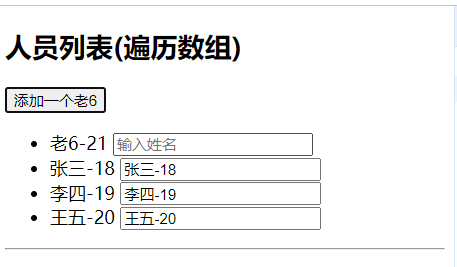 人员列表(遍历数组)
添加一个老6
老6-21 输入姓名
张三-18 张三-18
李四-19 李四-19
王五-20 王五-20